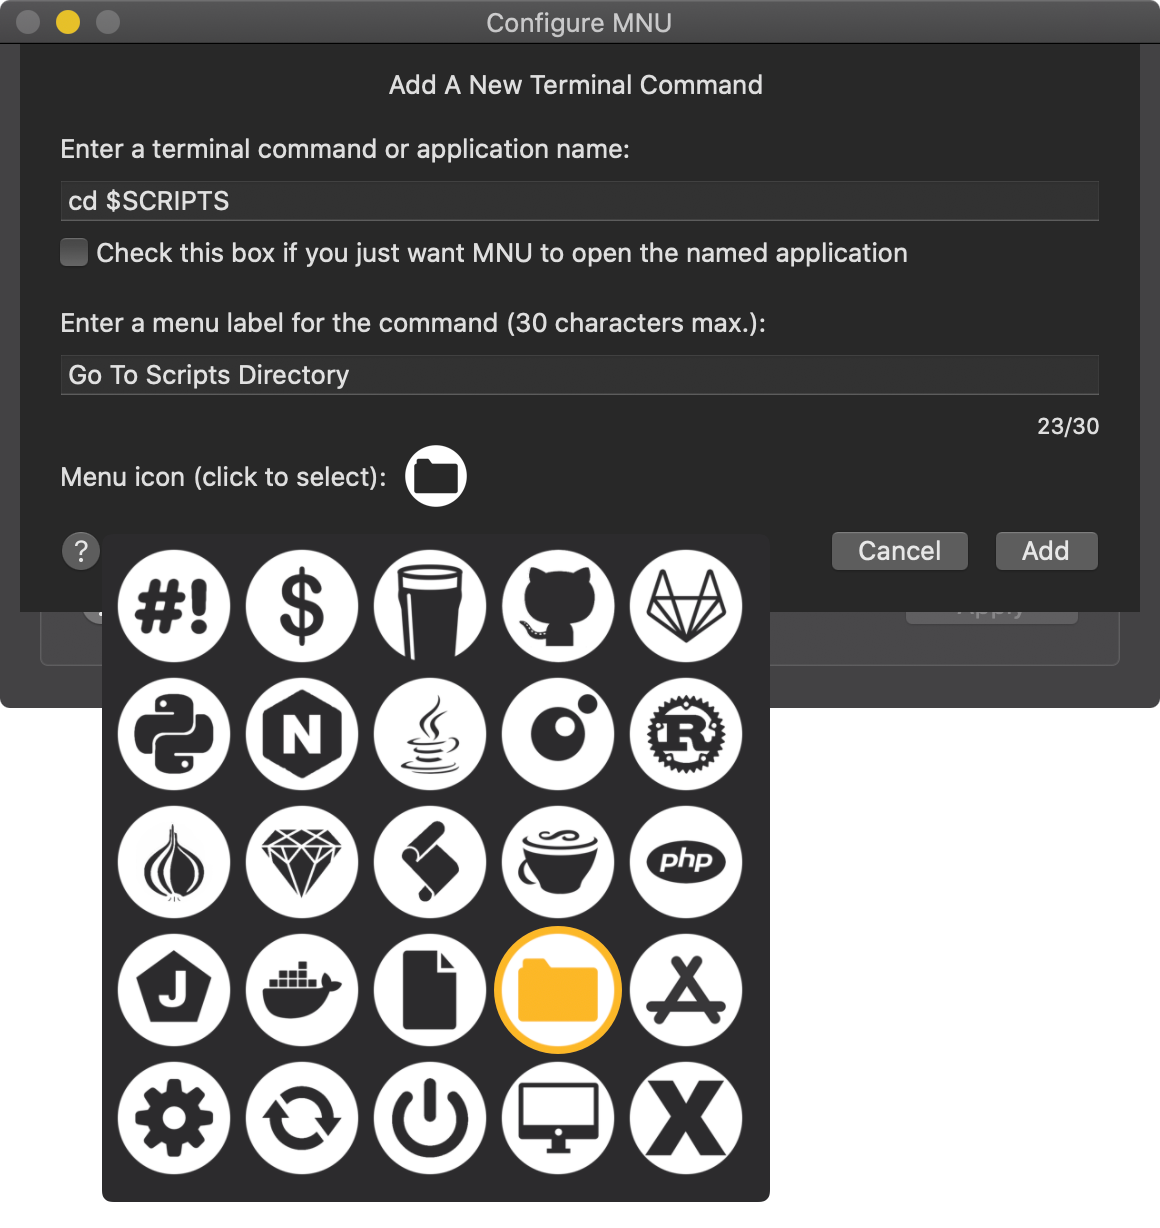 Configure MNU
Add A New Terminal Command
Enter a terminal command or application name:
cd $SCRIPTS
Check this box if you just want MNU to open the named application
Enter a menu label for the command (30 characters max.):
Go To Scripts Directory
23/30
Menu icon (click to select):
?
Cancel
Add
Apply
#!
$
N
R
php
J
X